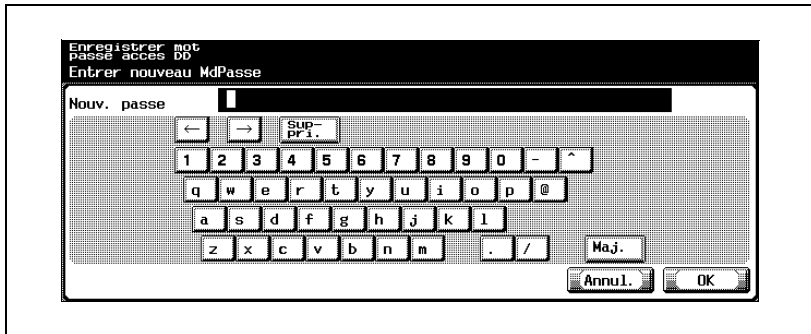 Enregistrer mot
passe acces DD
Entrer nouveau MdPasse
Nouv. passe
← → Sup-
pri.
1 2 3 4 5 6 7 8 9 0 - ^
q w e r t y u i o p @
a s d f g h j k l
z x c v b n m . / Maj.
Annul. OK